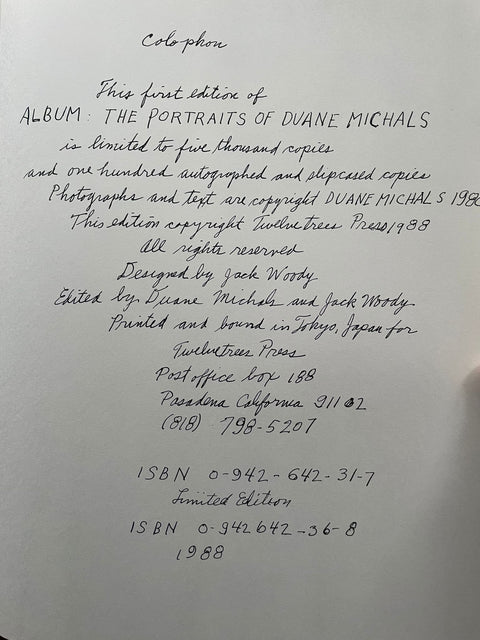 Colophon
This first edition of
ALBUM: THE PORTRAITS OF DUANE MICHALS
is limited to five thousand copies
and one hundred autographed and slipcased copies
Photographs and text are copyright DUANE MICHALS 198
This edition copyright Twelvetrees Press 1988
All rights reserved
Designed by Jack Woody
Edited by Duane Michals and Jack Woody
Printed and bound in Tokyo, Japan for
Twelvetrees Press
Post office box 188
Pasadena California 91102
(818) 798-5207
ISBN 0-942-642-31-7
Limited Edition
ISBN 0-942642-36-8
1988